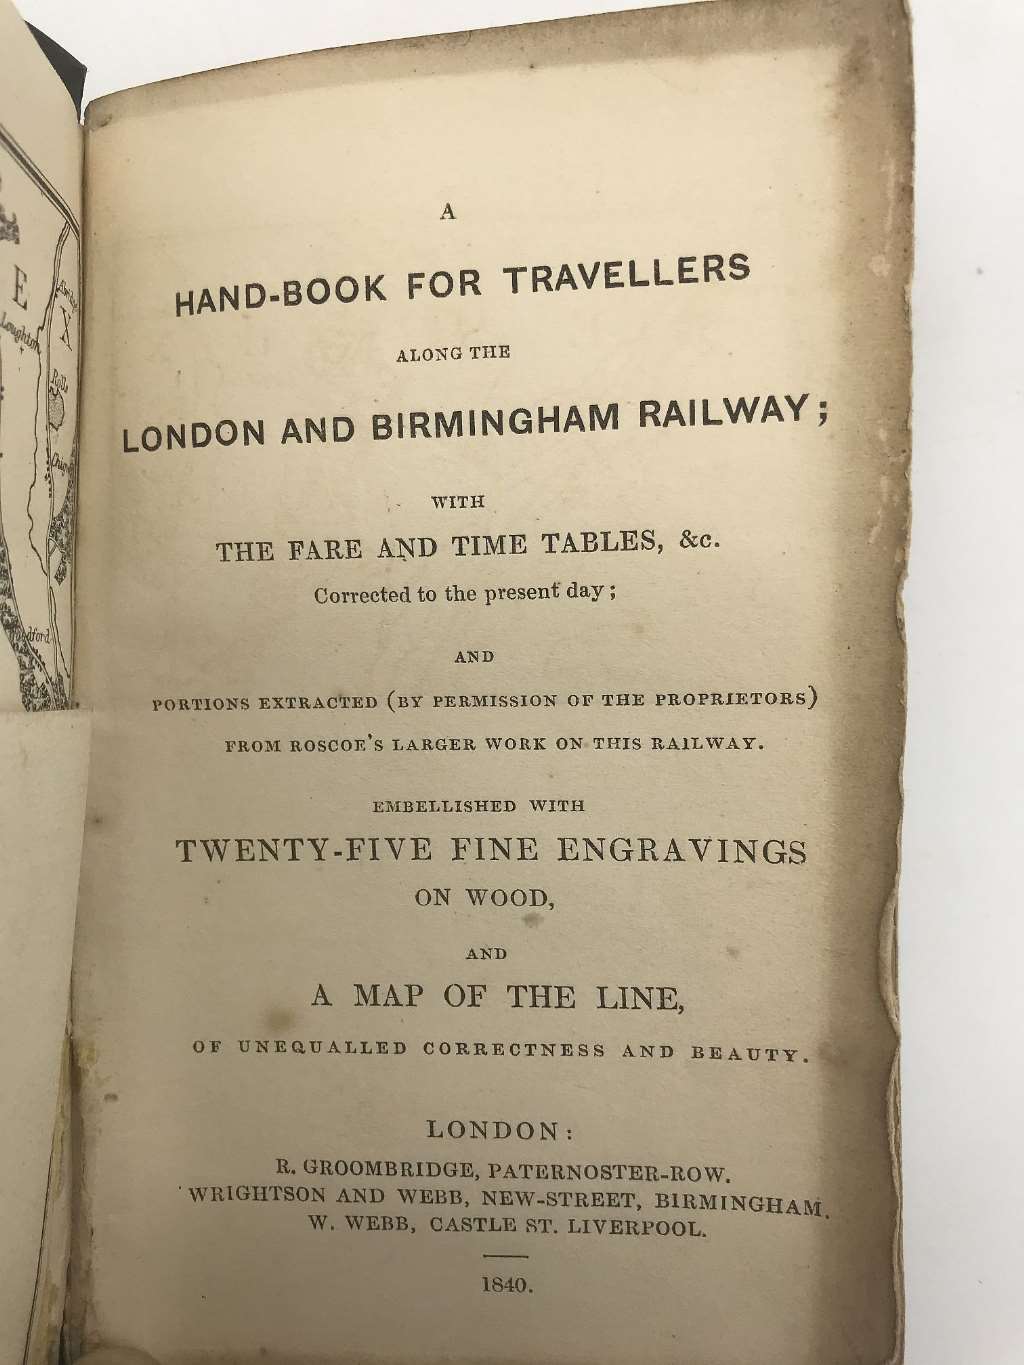 E
Loughton
Rolls
Chig
A
HAND-BOOK FOR TRAVELLERS
ALONG THE
LONDON AND BIRMINGHAM RAILWAY;
WITH
THE FARE AND TIME TABLES, &c.
Corrected to the present day;
AND
PORTIONS EXTRACTED (BY PERMISSION OF THE PROPRIETORS)
FROM ROSCOE'S LARGER WORK ON THIS RAILWAY.
EMBELLISHED WITH
TWENTY-FIVE FINE ENGRAVINGS
ON WOOD,
AND
A MAP OF THE LINE,
OF UNEQUALLED CORRECTNESS AND BEAUTY.
LONDON:
R. GROOMBRIDGE, PATERNOSTER-ROW.
WRIGHTSON AND WEBB, NEW-STREET, BIRMINGHAM.
W. WEBB, CASTLE ST. LIVERPOOL.
1840.